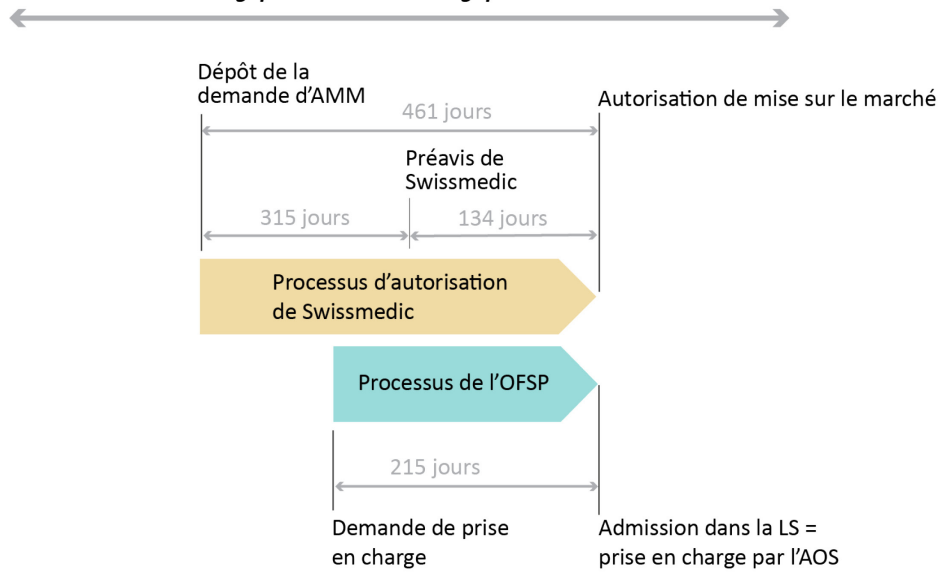 Dépôt de la
demande d'AMM
Autorisation de mise sur le marché
461 jours
Préavis de
Swissmedic
315 jours
134 jours
Processus d'autorisation
de Swissmedic
Processus de l'OFSP
215 jours
Demande de prise
en charge
Admission dans la LS =
prise en charge par l'AOS